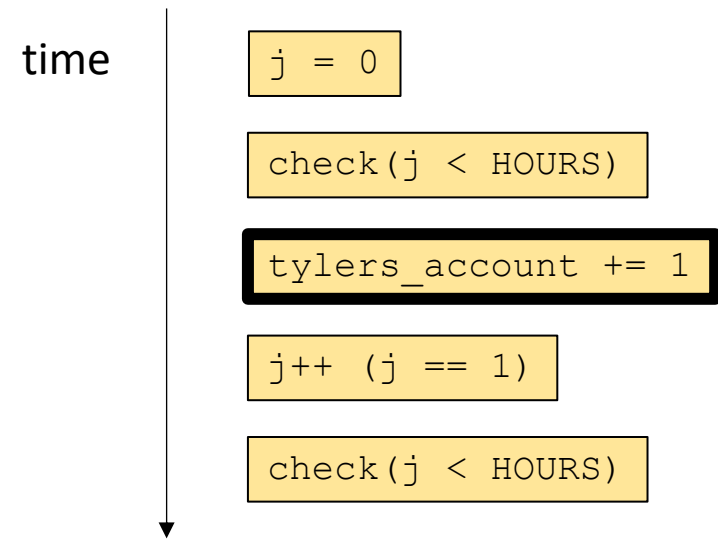 time
j = 0
check(j < HOURS)
tylers_account += 1
j++ (j == 1)
check(j < HOURS)